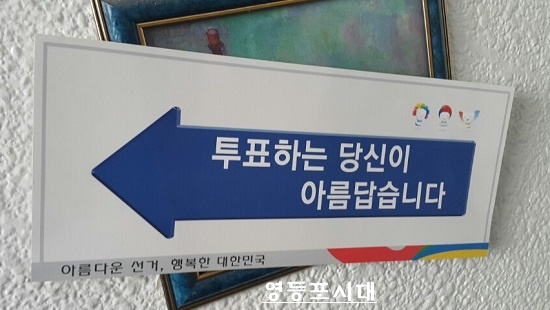 투표하는 당신이
아름답습니다
아름다운 선거, 행복한 대한민국
영등포시대